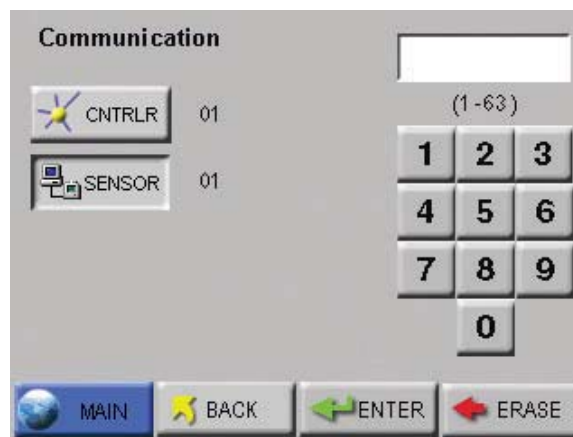 Communication
CNTRLR 01
SENSOR 01
(1-63)
1 2 3
4 5 6
7 8 9
0
MAIN BACK ENTER ERASE